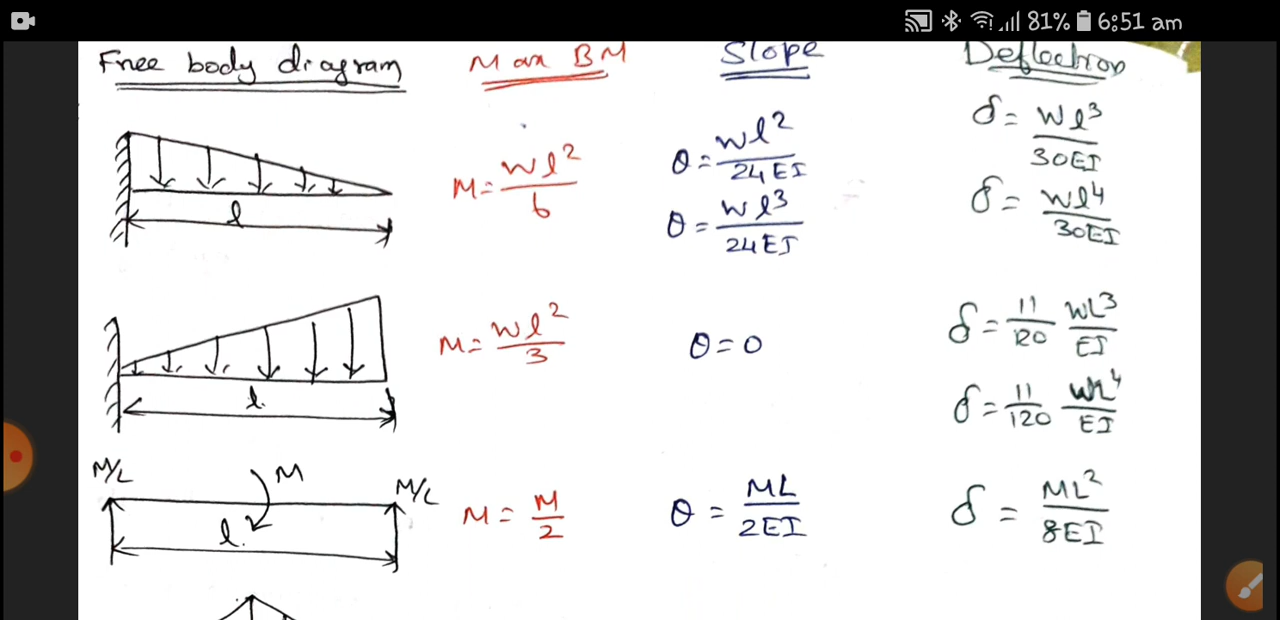 81% 6:51 am
Free body diagram Max BM Slope Deflection
M = wl²/6 θ = wl²/24EI δ = wl³/30EI
θ = wl³/24EI δ = wl⁴/30EI
l
M = wl²/3 θ = 0 δ = 11/120 WL³/EI
δ = 11/120 WL⁴/EI
l.
M/L M M/L
l. M = M/2 θ = ML/2EI δ = ML²/8EI